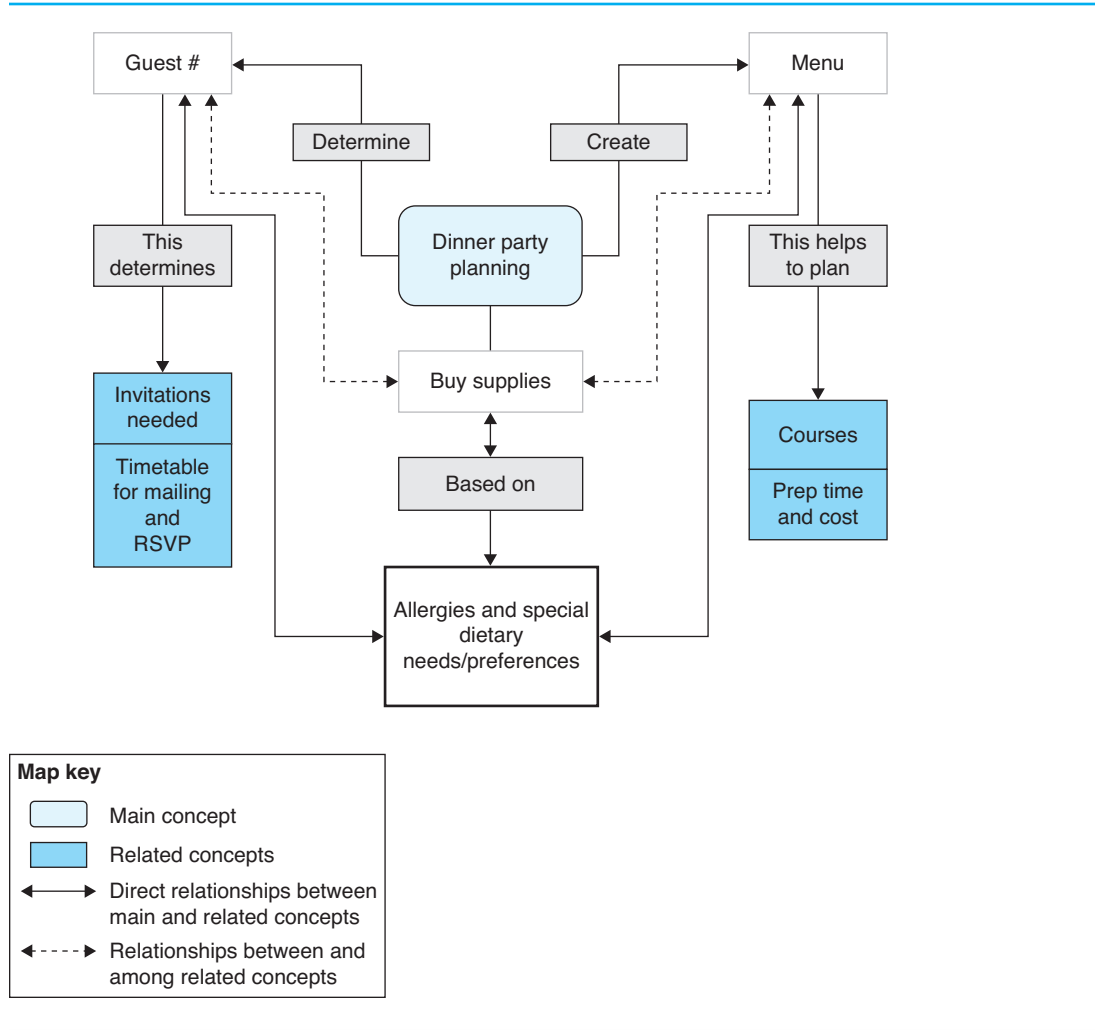 Guest #
Menu
Determine
Create
Dinner party
planning
This
determines
This helps
to plan
Buy supplies
Invitations
needed
Timetable
for mailing
and
RSVP
Courses
Prep time
and cost
Based on
Allergies and special
dietary
needs/preferences
Map key
Main concept
Related concepts
Direct relationships between
main and related concepts
Relationships between and
among related concepts